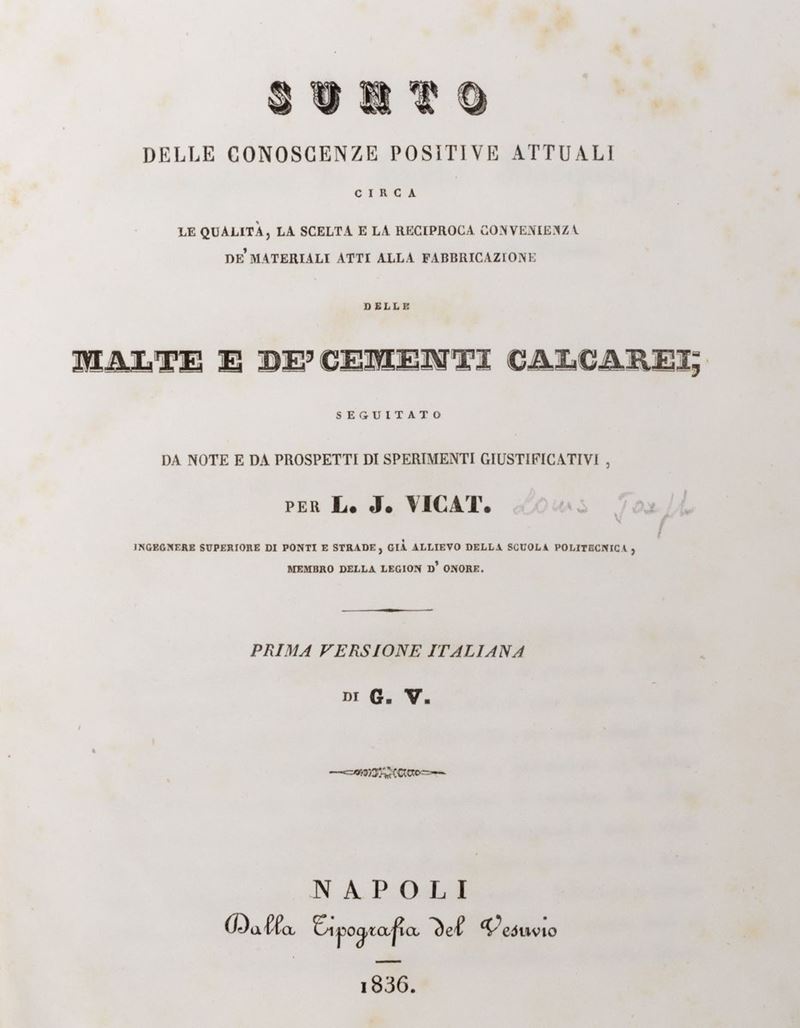 SUNTO
DELLE CONOSCENZE POSITIVE ATTUALI
CIRCA
LE QUALITÀ, LA SCELTA E LA RECIPROCA CONVENIENZA
DE' MATERIALI ATTI ALLA FABBRICAZIONE
DELLE
MALTE E DE' CEMENTI CALCAREI;
SEGUITATO
DA NOTE E DA PROSPETTI DI SPERIMENTI GIUSTIFICATIVI ,
PER L. J. VICAT. Louis Joseph
INGEGNERE SUPERIORE DI PONTI E STRADE, GIÀ ALLIEVO DELLA SCUOLA POLITECNICA,
MEMBRO DELLA LEGION D' ONORE.
PRIMA VERSIONE ITALIANA
DI G. V.
NAPOLI
Dalla Tipografia del Vesuvio
1836.